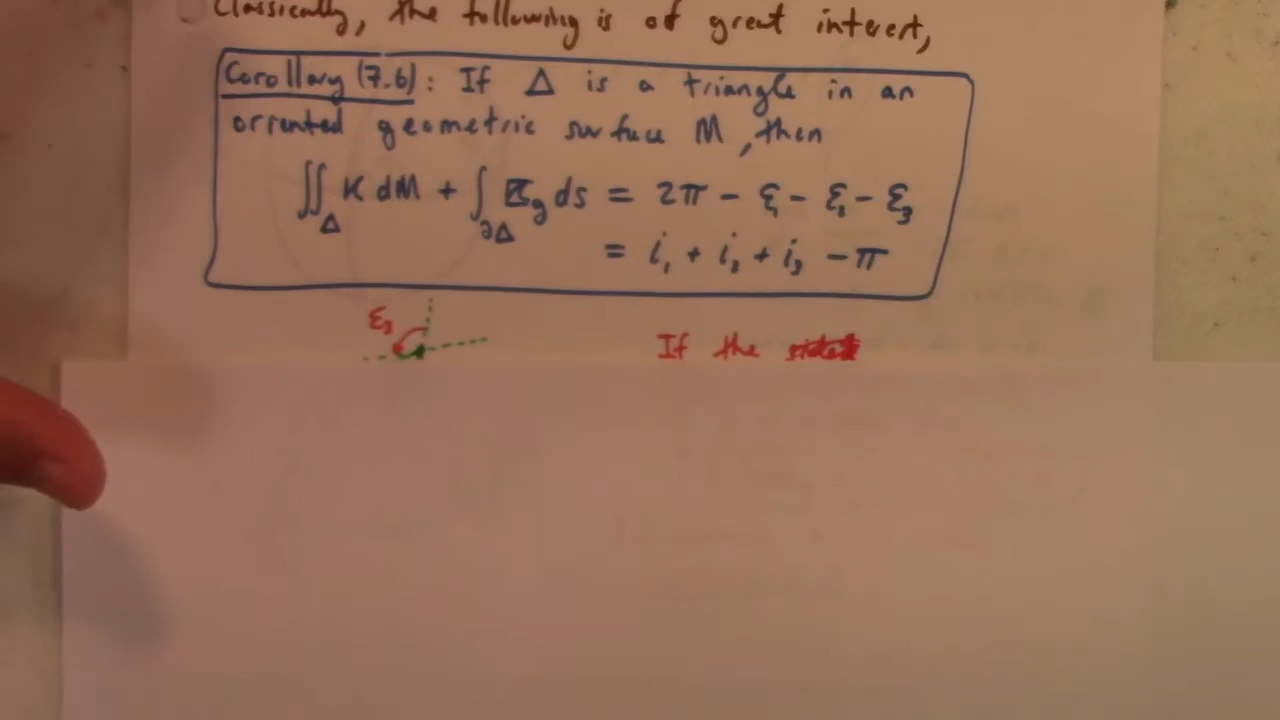 Classically, the following is of great interest,
Corollary (7.6): If Δ is a triangle in an
oriented geometric surface M, then
∬_Δ K dM + ∫_∂Δ κ_g ds = 2π - ε₁ - ε₂ - ε₃
= i₁ + i₂ + i₃ - π
ε₃
If the